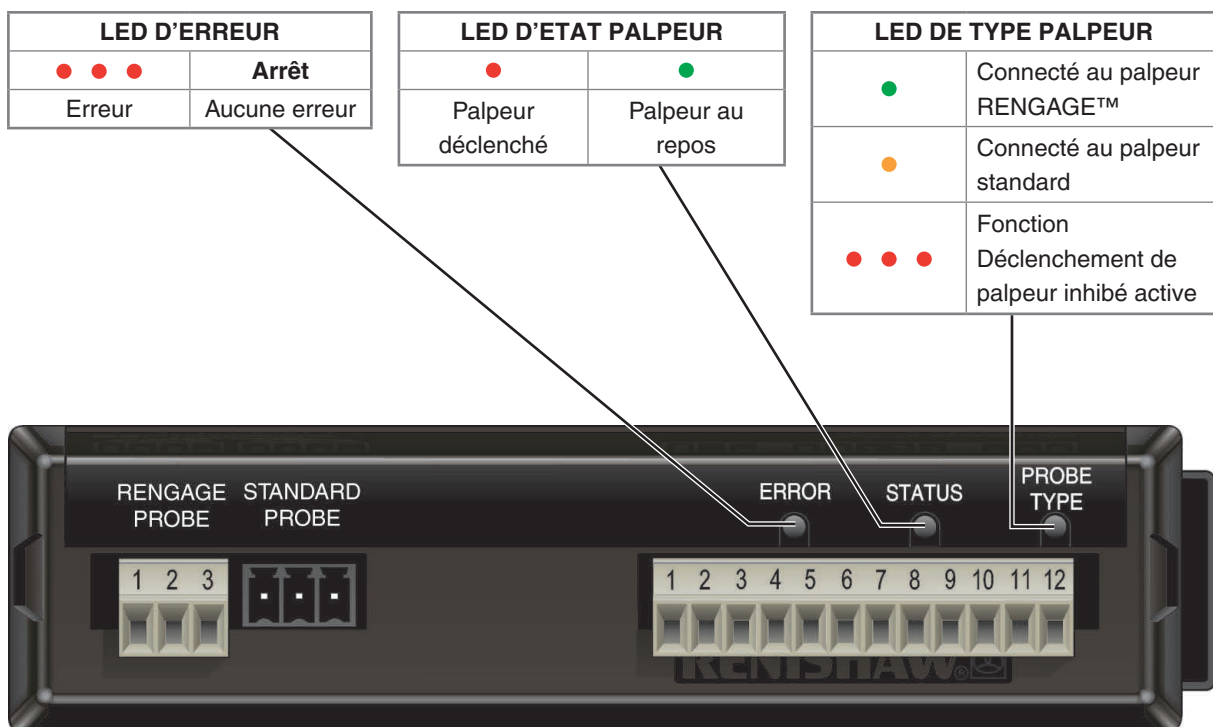 LED D'ERREUR
Arrêt
Erreur
Aucune erreur
LED D'ETAT PALPEUR
Palpeur
déclenché
Palpeur au
repos
LED DE TYPE PALPEUR
Connecté au palpeur
RENGAGE™
Connecté au palpeur
standard
Fonction
Déclenchement de
palpeur inhibé active
RENGAGE
PROBE
STANDARD
PROBE
ERROR
STATUS
PROBE
TYPE
1 2 3
1 2 3 4 5 6 7 8 9 10 11 12
RENISHAW®